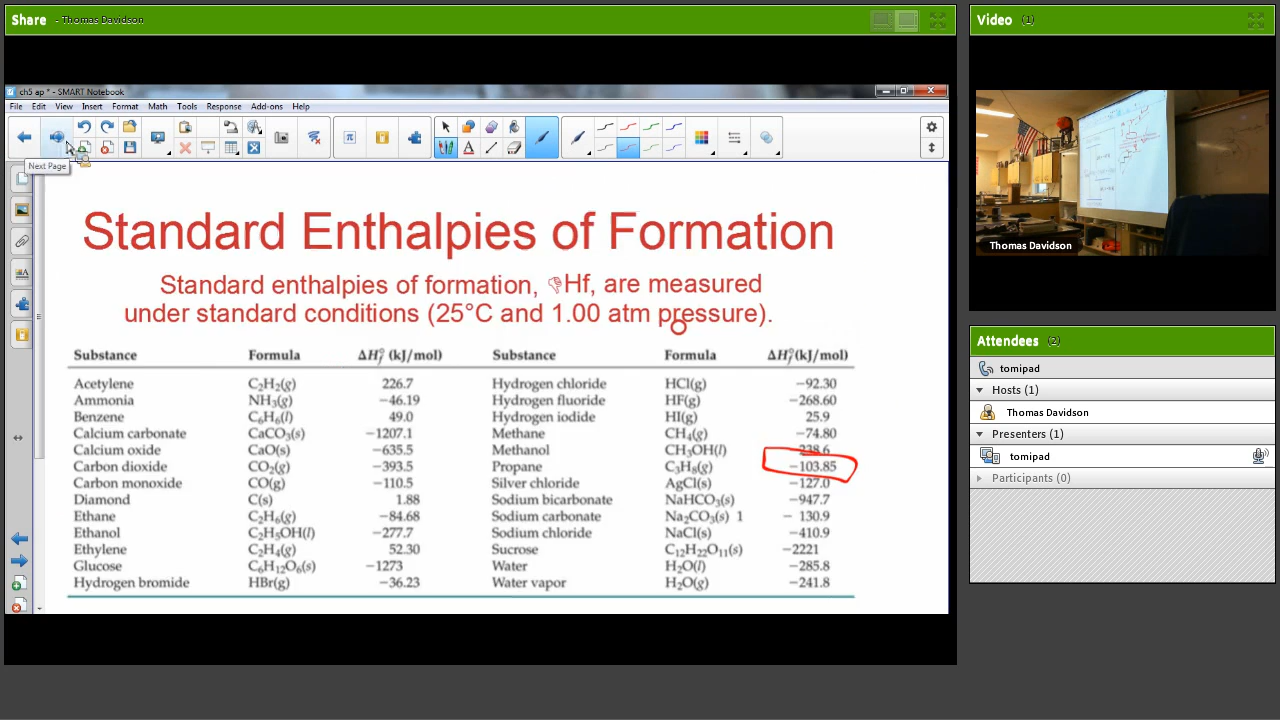 Share - Thomas Davidson
Video (1)
ch5 ap * - SMART Notebook
File Edit View Insert Format Math Tools Response Add-ons Help
Next Page
Standard Enthalpies of Formation
Standard enthalpies of formation, 👎Hf, are measured
under standard conditions (25°C and 1.00 atm pressure).
Substance Formula ΔH°f (kJ/mol) Substance Formula ΔH°f(kJ/mol)
Acetylene C2H2(g) 226.7 Hydrogen chloride HCl(g) −92.30
Ammonia NH3(g) −46.19 Hydrogen fluoride HF(g) −268.60
Benzene C6H6(l) 49.0 Hydrogen iodide HI(g) 25.9
Calcium carbonate CaCO3(s) −1207.1 Methane CH4(g) −74.80
Calcium oxide CaO(s) −635.5 Methanol CH3OH(l) −238.6
Carbon dioxide CO2(g) −393.5 Propane C3H8(g) −103.85
Carbon monoxide CO(g) −110.5 Silver chloride AgCl(s) −127.0
Diamond C(s) 1.88 Sodium bicarbonate NaHCO3(s) −947.7
Ethane C2H6(g) −84.68 Sodium carbonate Na2CO3(s) 1 − 130.9
Ethanol C2H5OH(l) −277.7 Sodium chloride NaCl(s) −410.9
Ethylene C2H4(g) 52.30 Sucrose C12H22O11(s) −2221
Glucose C6H12O6(s) −1273 Water H2O(l) −285.8
Hydrogen bromide HBr(g) −36.23 Water vapor H2O(g) −241.8
Thomas Davidson
Attendees (2)
tomipad
Hosts (1)
Thomas Davidson
Presenters (1)
tomipad
Participants (0)